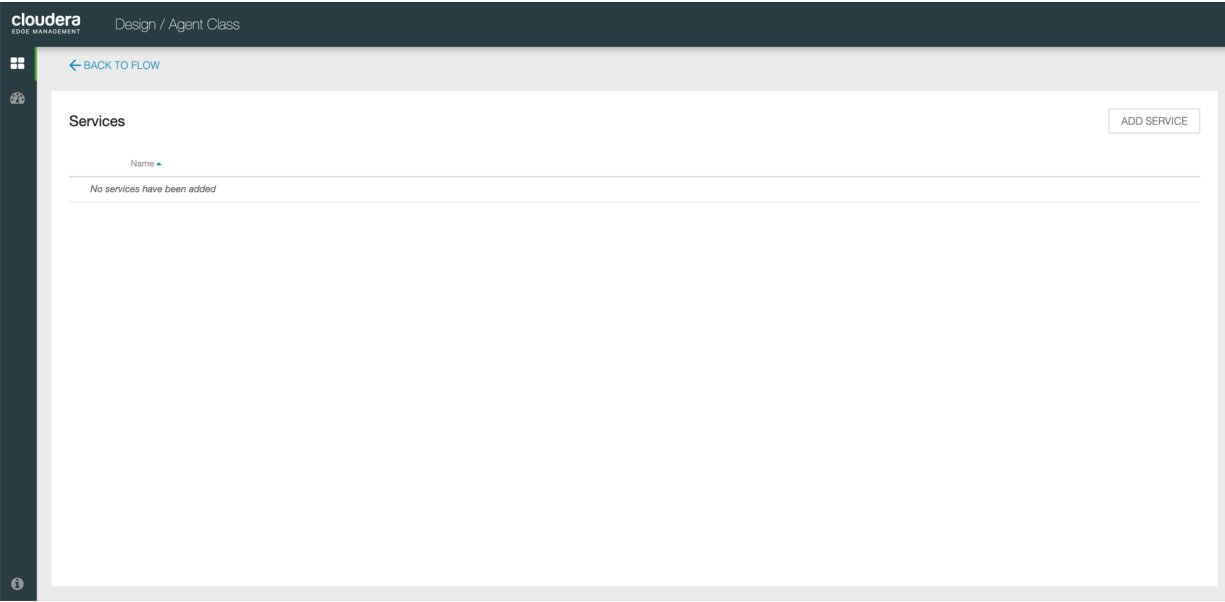 cloudera
EDGE MANAGEMENT
Design / Agent Class
BACK TO FLOW
Services
ADD SERVICE
Name
No services have been added